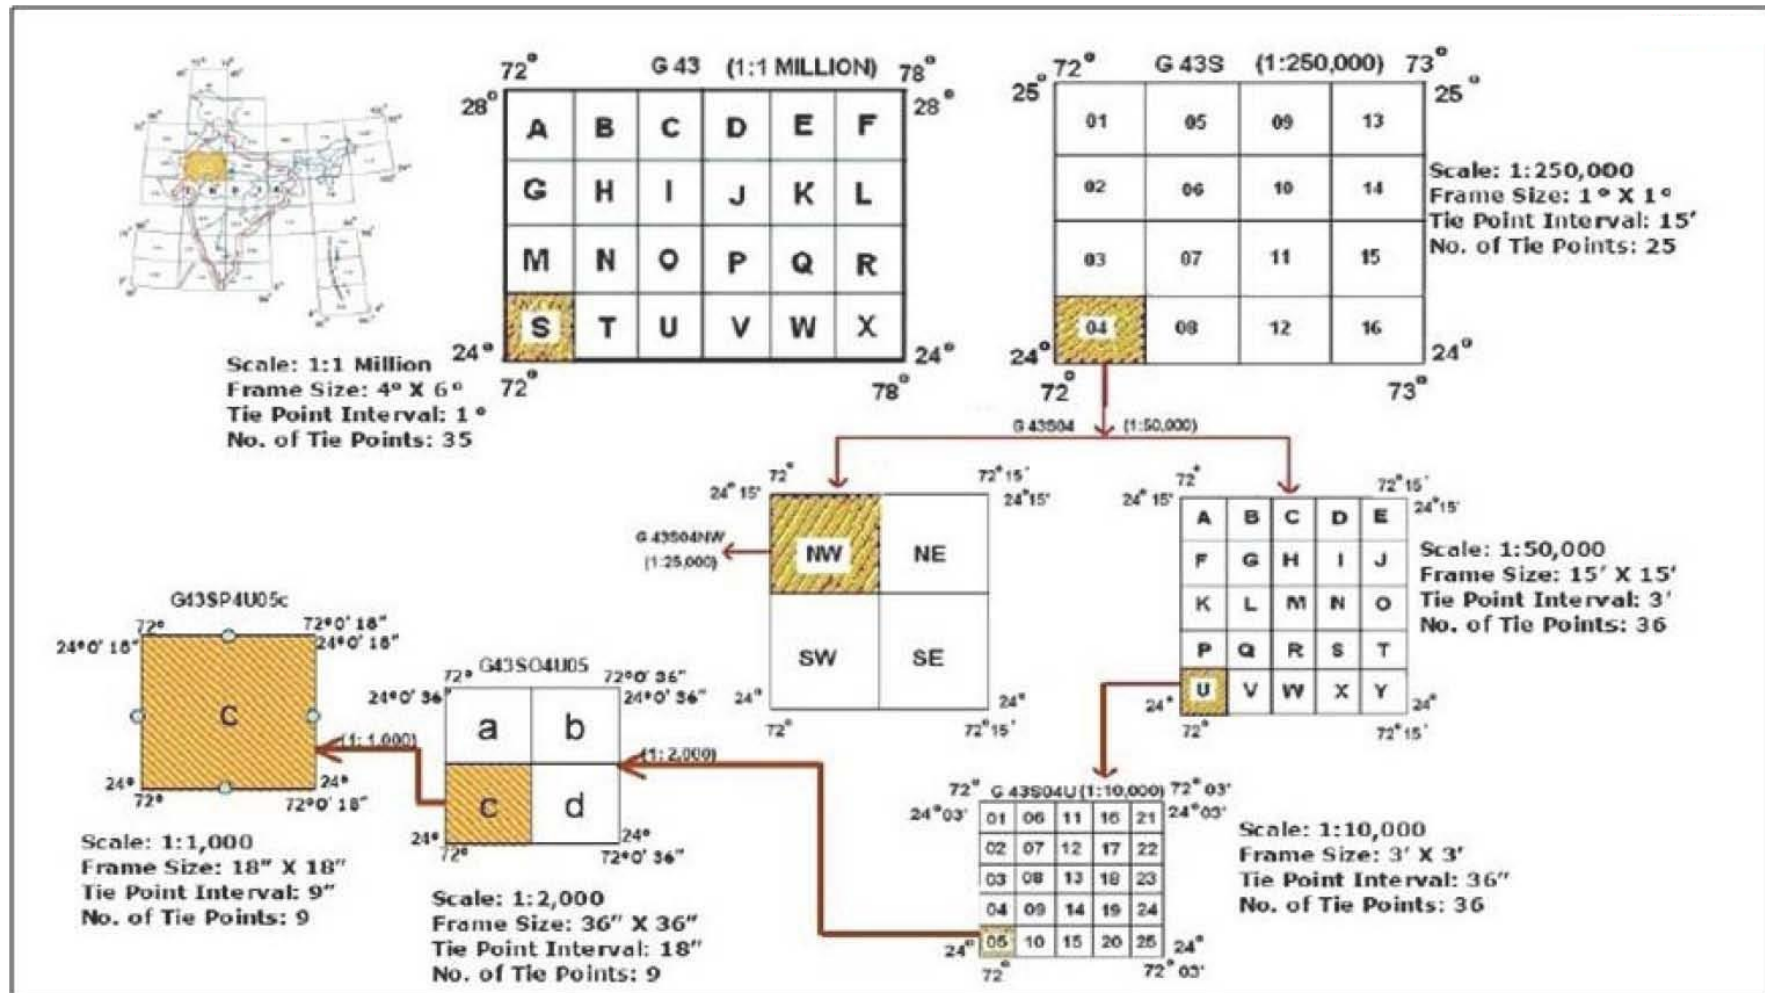 G 43 (1:1 MILLION)
72° 78°
28° 28°
A B C D E F
G H I J K L
M N O P Q R
S T U V W X
24° 24°
72° 78°
Scale: 1:1 Million
Frame Size: 4° X 6°
Tie Point Interval: 1°
No. of Tie Points: 35
G 43S (1:250,000)
72° 73°
25° 25°
01 05 09 13
02 06 10 14
03 07 11 15
04 08 12 16
24° 24°
72° 73°
Scale: 1:250,000
Frame Size: 1° X 1°
Tie Point Interval: 15'
No. of Tie Points: 25
G 43S04 (1:50,000)
72° 72°15'
24°15' 24°15'
NW NE
SW SE
24° 24°
72° 72°15'
G 43S04NW
(1:25,000)
72° 72°15'
24°15' 24°15'
A B C D E
F G H I J
K L M N O
P Q R S T
U V W X Y
24° 24°
72° 72°15'
Scale: 1:50,000
Frame Size: 15' X 15'
Tie Point Interval: 3'
No. of Tie Points: 36
72° G 43S04U(1:10,000) 72°03'
24°03' 24°03'
01 06 11 16 21
02 07 12 17 22
03 08 13 18 23
04 09 14 19 24
05 10 15 20 25
24° 24°
72° 72°03'
Scale: 1:10,000
Frame Size: 3' X 3'
Tie Point Interval: 36"
No. of Tie Points: 36
(1:2,000)
G43SO4U05
72° 72°0'36"
24°0'36" 24°0'36"
a b
c d
24° 24°
72° 72°0'36"
Scale: 1:2,000
Frame Size: 36" X 36"
Tie Point Interval: 18"
No. of Tie Points: 9
(1:1,000)
G43SP4U05c
72° 72°0'18"
24°0'18" 24°0'18"
c
24° 24°
72° 72°0'18"
Scale: 1:1,000
Frame Size: 18" X 18"
Tie Point Interval: 9"
No. of Tie Points: 9